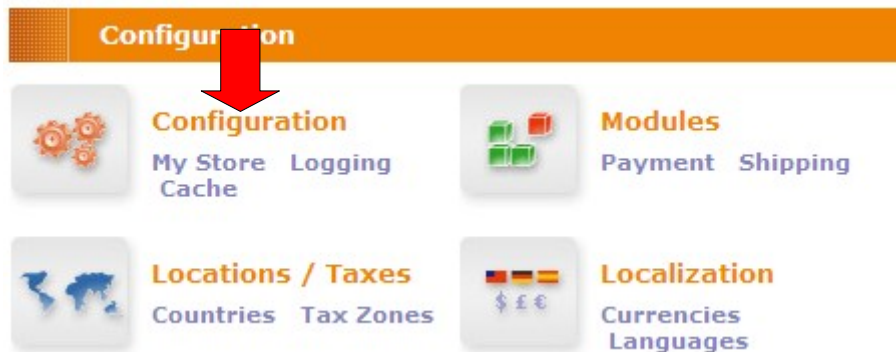 Configuration
Configuration
My Store Logging
Cache
Modules
Payment Shipping
Locations / Taxes
Countries Tax Zones
$ £ €
Localization
Currencies
Languages